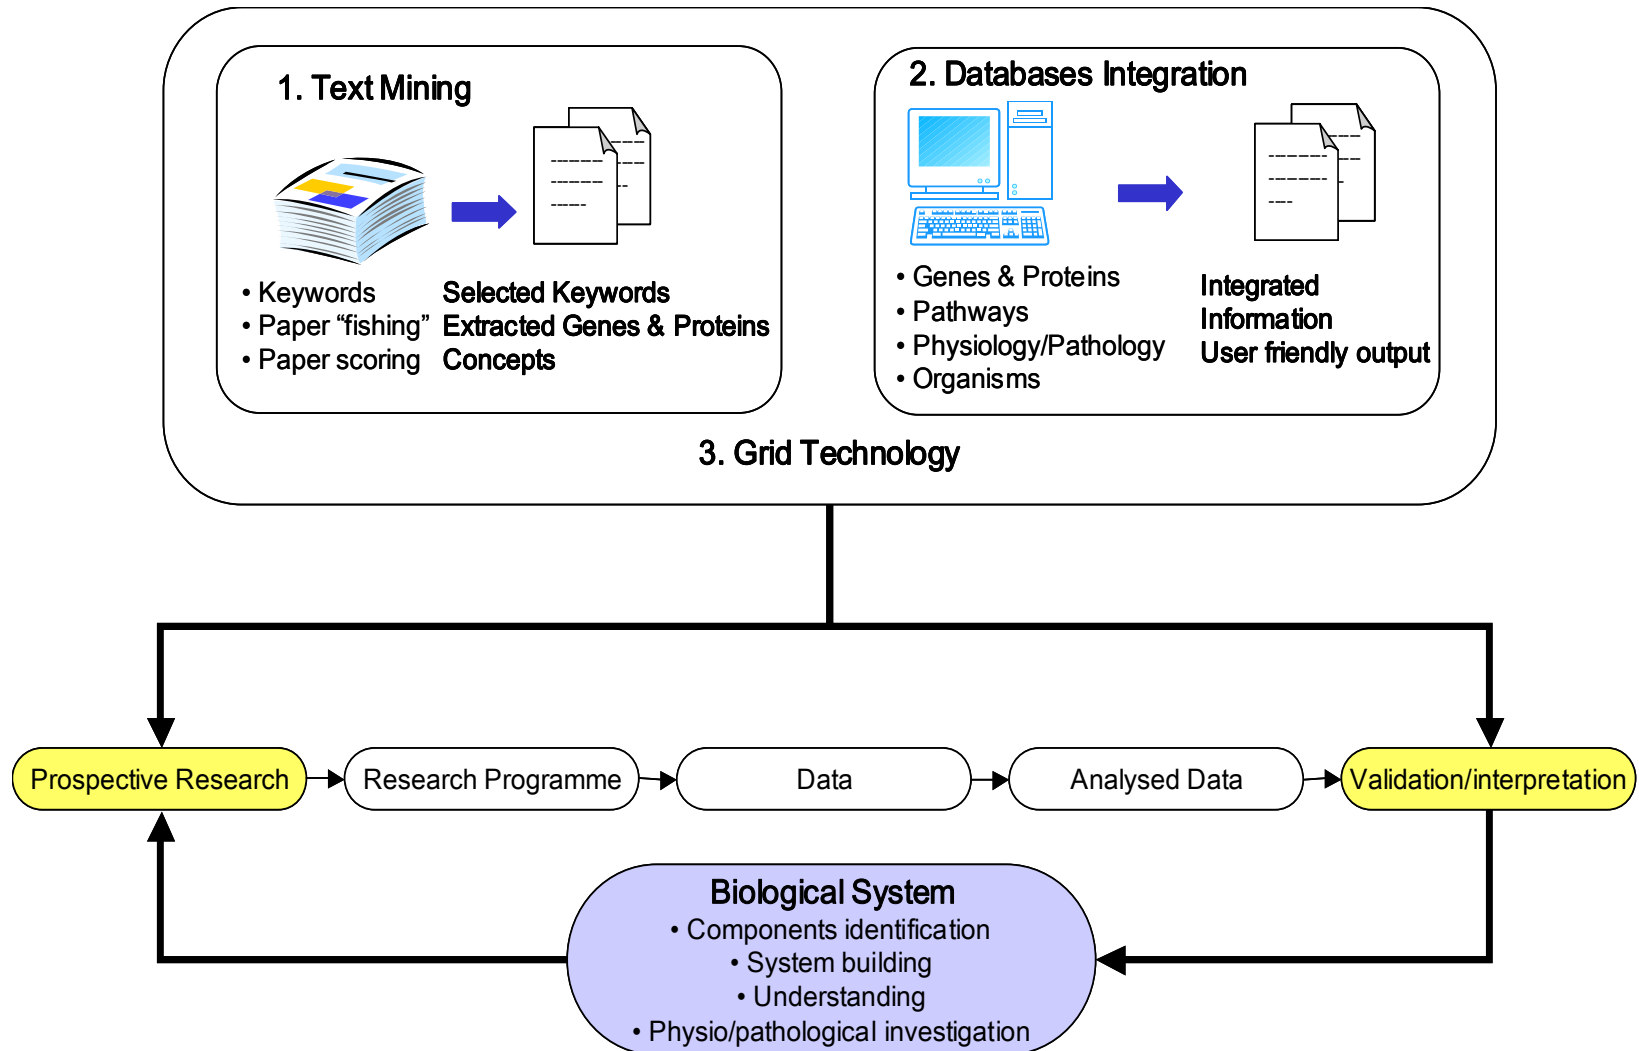 1. Text Mining
• Keywords
• Paper “fishing”
• Paper scoring
Selected Keywords
Extracted Genes & Proteins
Concepts
2. Databases Integration
• Genes & Proteins
• Pathways
• Physiology/Pathology
• Organisms
Integrated
Information
User friendly output
3. Grid Technology
Prospective Research
Research Programme
Data
Analysed Data
Validation/interpretation
Biological System
• Components identification
• System building
• Understanding
• Physio/pathological investigation